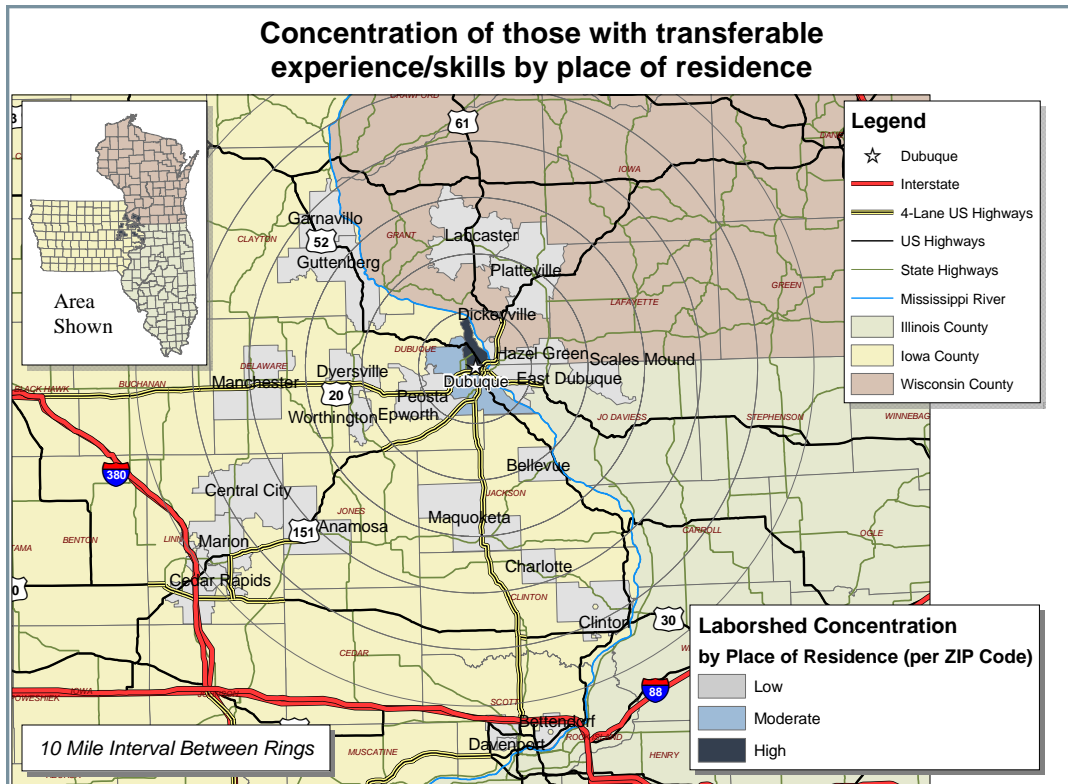 Concentration of those with transferable
experience/skills by place of residence
Area
Shown
CRAWFORD
61
IOWA
Legend
Dubuque
Interstate
4-Lane US Highways
US Highways
State Highways
Mississippi River
Illinois County
Iowa County
Wisconsin County
Garnavillo
CLAYTON
52
GRANT
Lancaster
Guttenberg
Platteville
LAFAYETTE
GREEN
Dickeyville
DUBUQUE
Hazel Green
Scales Mound
DELAWARE
Dyersville
Manchester
BUCHANAN
BLACK HAWK
Dubuque
East Dubuque
20
Peosta
Worthington
Epworth
JO DAVIESS
STEPHENSON
WINNEBAG
380
Bellevue
Central City
JACKSON
JONES
Anamosa
Maquoketa
151
CARROLL
OGLE
TAMA
BENTON
LINN
Marion
Cedar Rapids
Charlotte
CLINTON
Clinton
30
CEDAR
Laborshed Concentration
by Place of Residence (per ZIP Code)
Low
Moderate
High
OWESHIEK
IOWA
88
SCOTT
Bettendorf
Davenport
HENRY
MUSCATINE
10 Mile Interval Between Rings